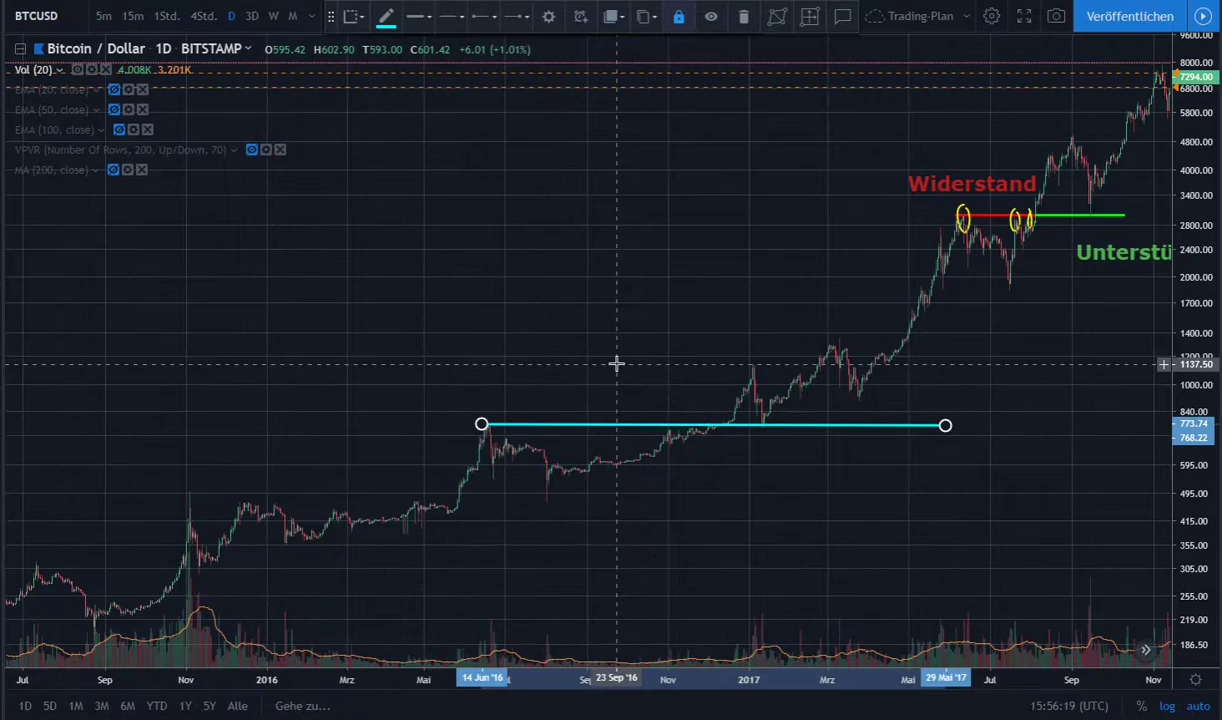 BTCUSD 5m 15m 1Std. 4Std. D 3D W M Trading-Plan Veröffentlichen
Bitcoin / Dollar 1D BITSTAMP O595.42 H602.90 T593.00 C601.42 +6.01 (+1.01%)
Vol (20) 4.008K 3.201K
EMA (20, close)
EMA (50, close)
EMA (100, close)
VPVR (Number Of Rows, 200, Up/Down, 70)
MA (200, close)
Widerstand
Unterstü
9600.00
8000.00
7294.00
6800.00
5800.00
4800.00
4000.00
3400.00
2800.00
2400.00
2000.00
1700.00
1400.00
1200.00
1137.50
1000.00
840.00
773.74
768.22
595.00
495.00
415.00
355.00
305.00
255.00
219.00
186.50
Jul Sep Nov 2016 Mrz Mai 14 Jun '16 23 Sep '16 Nov 2017 Mrz Mai 29 Mai '17 Jul Sep Nov
1D 5D 1M 3M 6M YTD 1Y 5Y Alle Gehe zu... 15:56:19 (UTC) % log auto